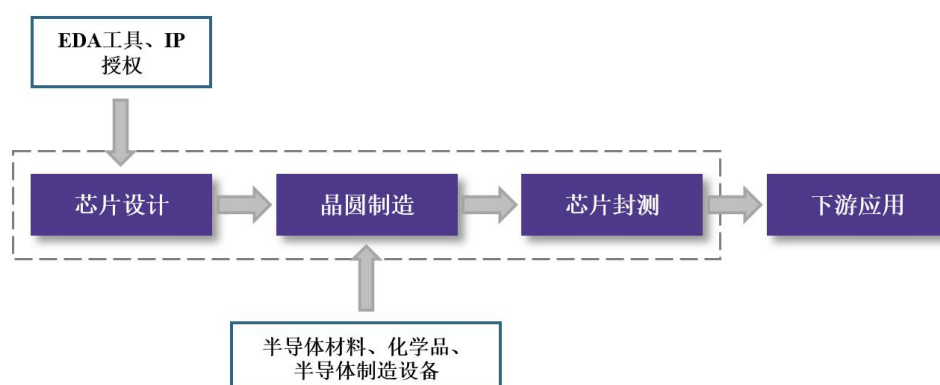 EDA工具、IP
授权
芯片设计
晶圆制造
芯片封测
下游应用
半导体材料、化学品、
半导体制造设备